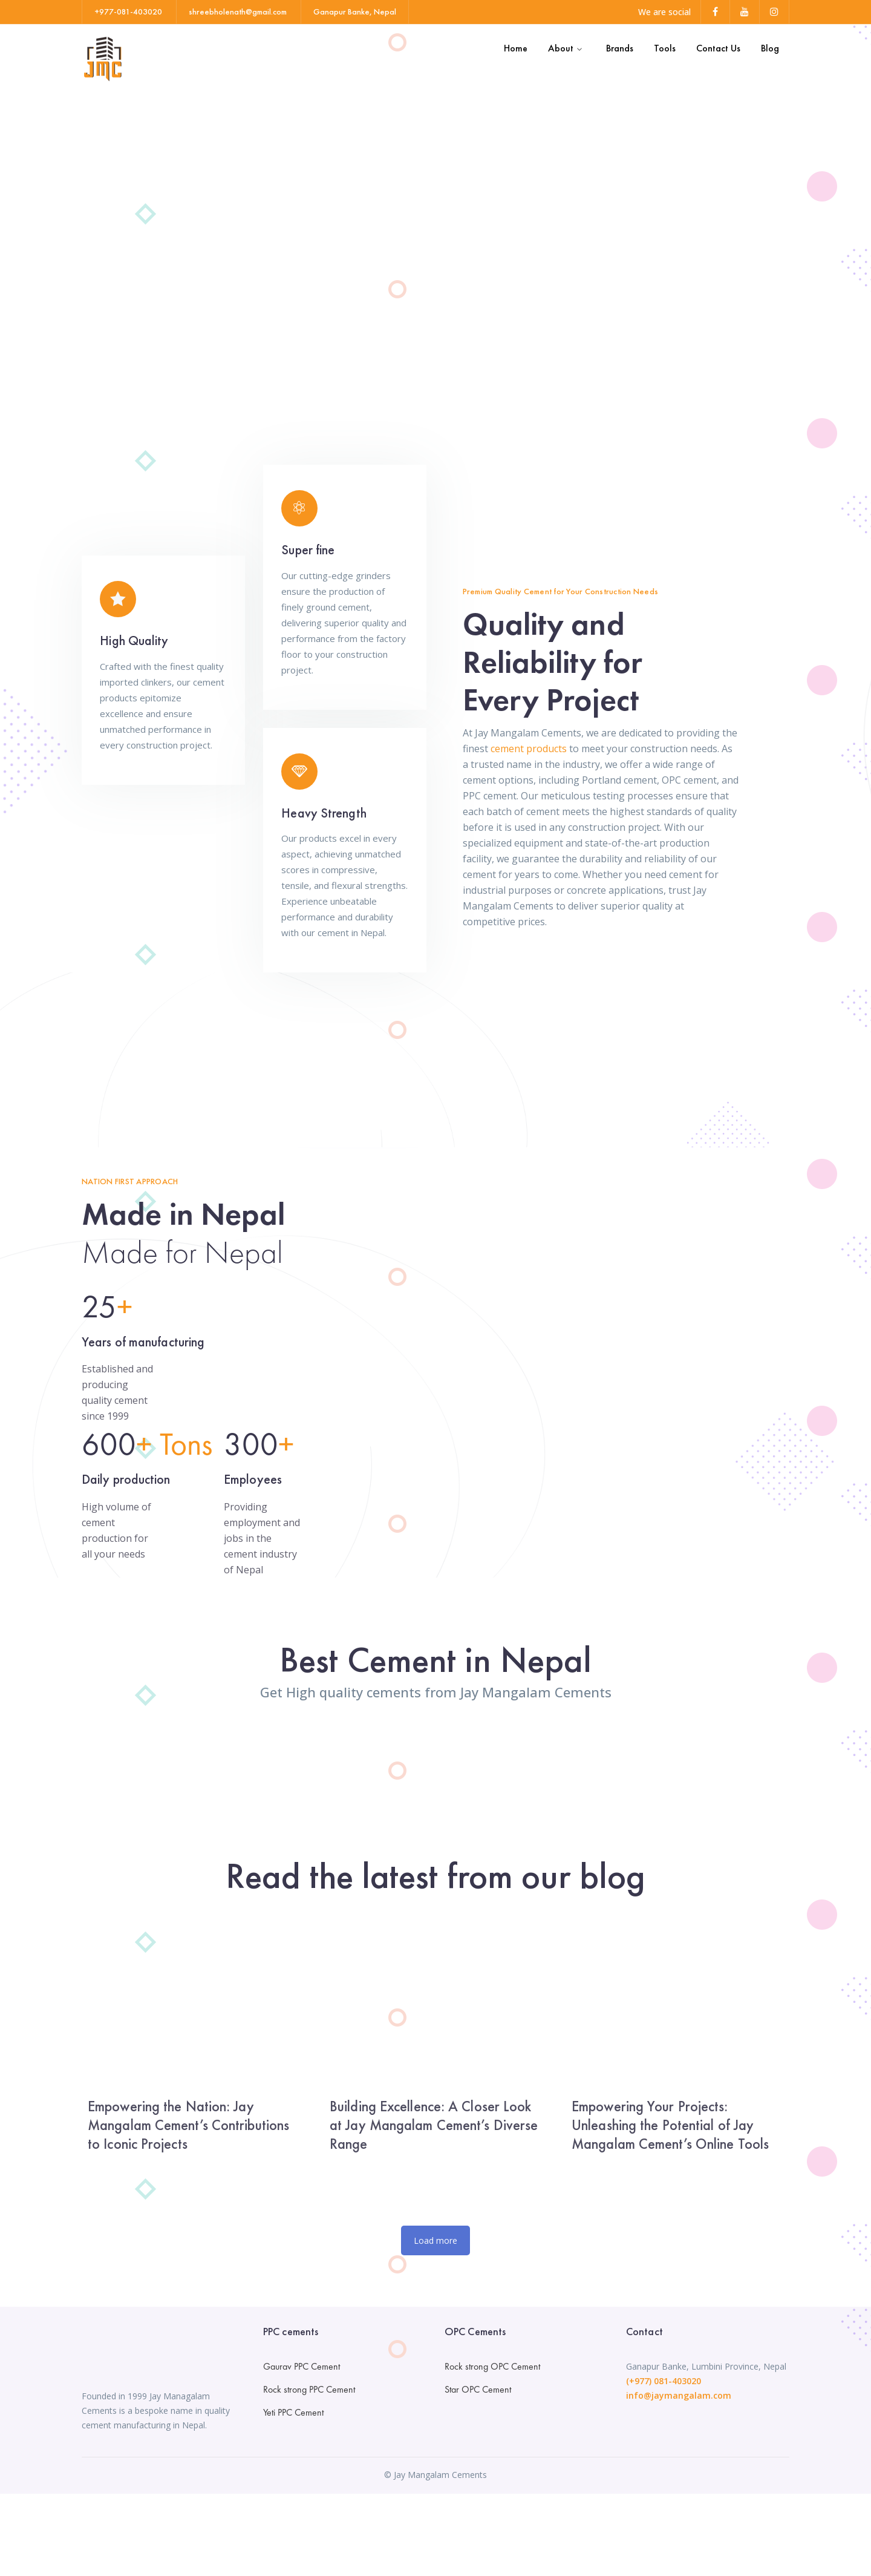 +977-081-403020
shreebholenath@gmail.com
Ganapur Banke, Nepal
We are social
JMC
Home
About
Brands
Tools
Contact Us
Blog
Super fine
Our cutting-edge grinders
ensure the production of
finely ground cement,
delivering superior quality and
performance from the factory
floor to your construction
project.
High Quality
Crafted with the finest quality
imported clinkers, our cement
products epitomize
excellence and ensure
unmatched performance in
every construction project.
Heavy Strength
Our products excel in every
aspect, achieving unmatched
scores in compressive,
tensile, and flexural strengths.
Experience unbeatable
performance and durability
with our cement in Nepal.
Premium Quality Cement for Your Construction Needs
Quality and
Reliability for
Every Project
At Jay Mangalam Cements, we are dedicated to providing the
finest cement products to meet your construction needs. As
a trusted name in the industry, we offer a wide range of
cement options, including Portland cement, OPC cement, and
PPC cement. Our meticulous testing processes ensure that
each batch of cement meets the highest standards of quality
before it is used in any construction project. With our
specialized equipment and state-of-the-art production
facility, we guarantee the durability and reliability of our
cement for years to come. Whether you need cement for
industrial purposes or concrete applications, trust Jay
Mangalam Cements to deliver superior quality at
competitive prices.
NATION FIRST APPROACH
Made in Nepal
Made for Nepal
25+
Years of manufacturing
Established and
producing
quality cement
since 1999
600+ Tons
Daily production
High volume of
cement
production for
all your needs
300+
Employees
Providing
employment and
jobs in the
cement industry
of Nepal
Best Cement in Nepal
Get High quality cements from Jay Mangalam Cements
Read the latest from our blog
Empowering the Nation: Jay
Mangalam Cement’s Contributions
to Iconic Projects
Building Excellence: A Closer Look
at Jay Mangalam Cement’s Diverse
Range
Empowering Your Projects:
Unleashing the Potential of Jay
Mangalam Cement’s Online Tools
Load more
Founded in 1999 Jay Managalam
Cements is a bespoke name in quality
cement manufacturing in Nepal.
PPC cements
Gaurav PPC Cement
Rock strong PPC Cement
Yeti PPC Cement
OPC Cements
Rock strong OPC Cement
Star OPC Cement
Contact
Ganapur Banke, Lumbini Province, Nepal
(+977) 081-403020
info@jaymangalam.com
© Jay Mangalam Cements